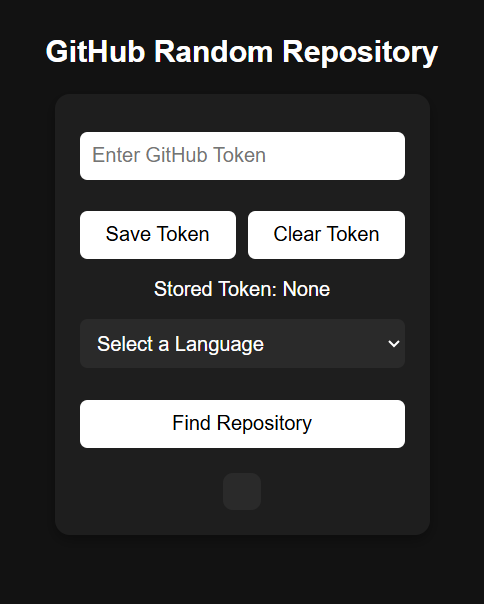 GitHub Random Repository
Enter GitHub Token
Save Token Clear Token
Stored Token: None
Select a Language
Find Repository